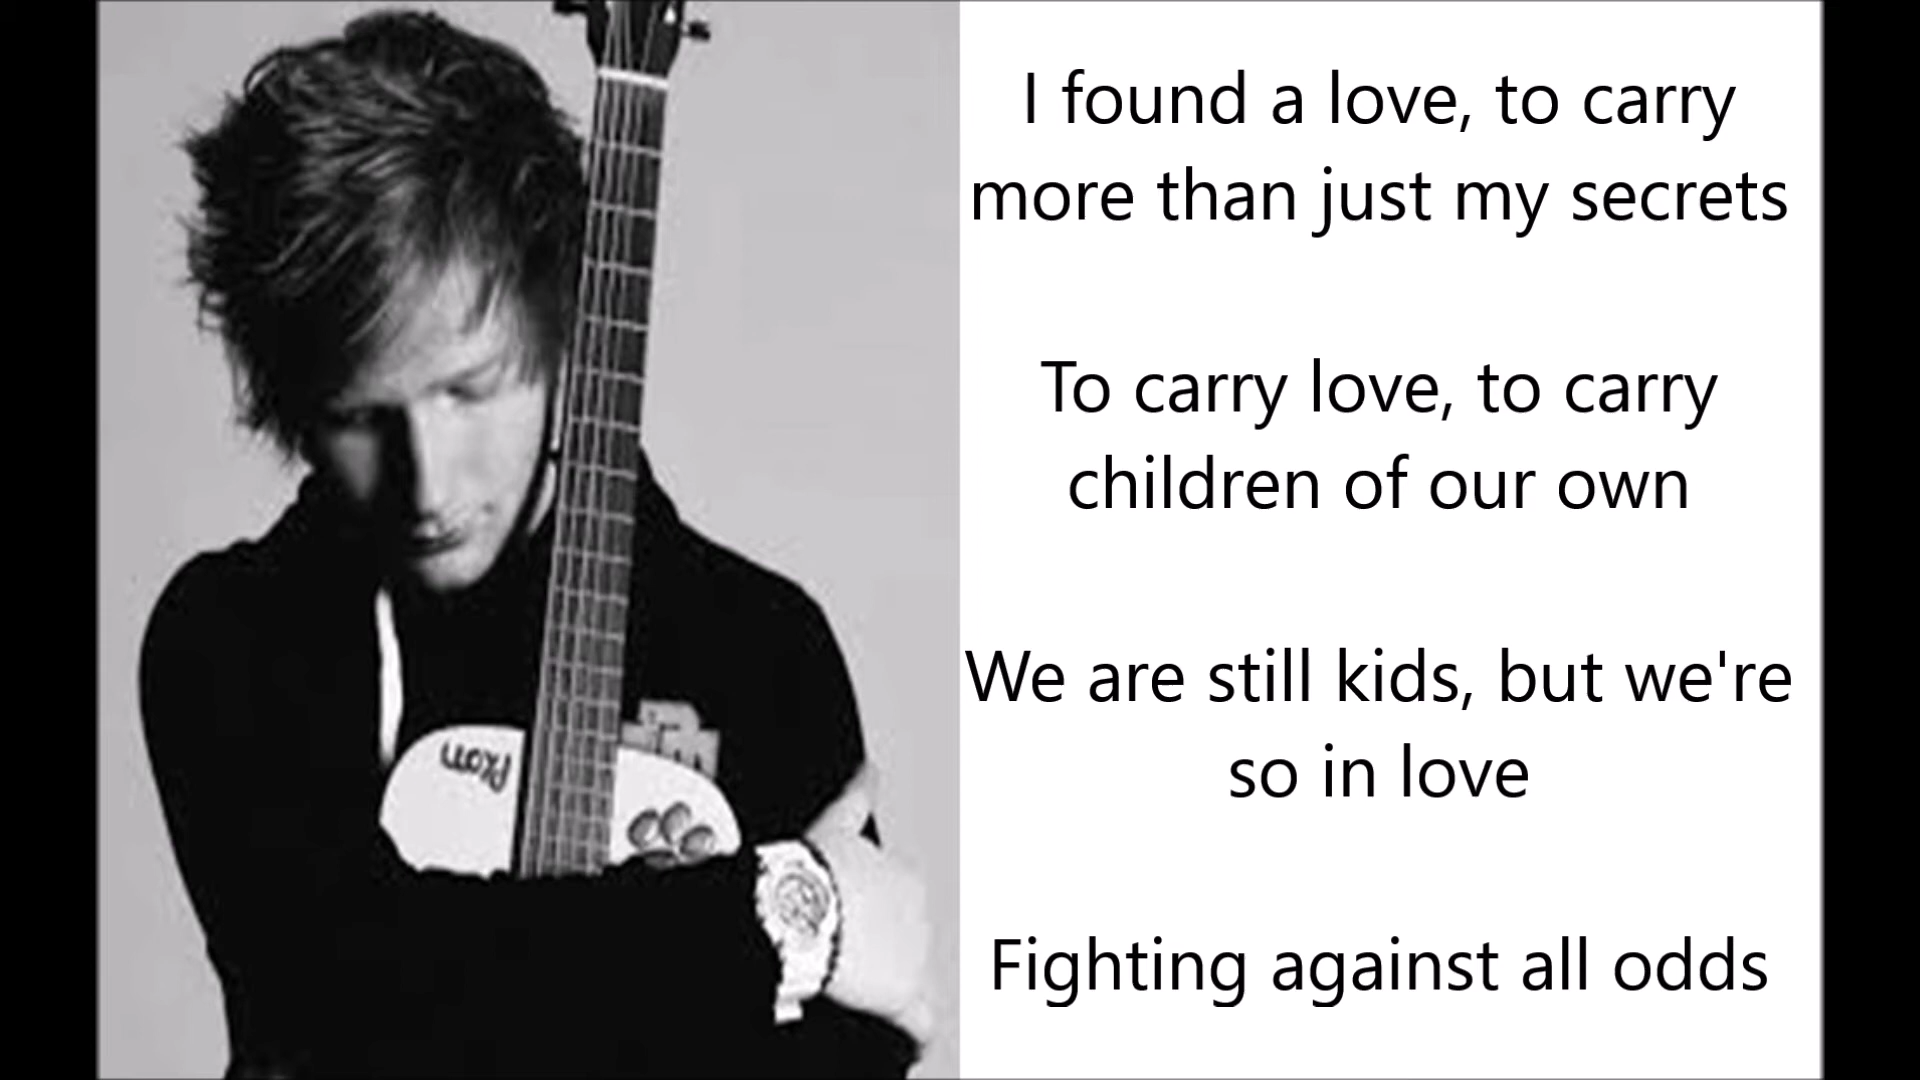 I found a love, to carry
more than just my secrets
To carry love, to carry
children of our own
We are still kids, but we're
so in love
Fighting against all odds